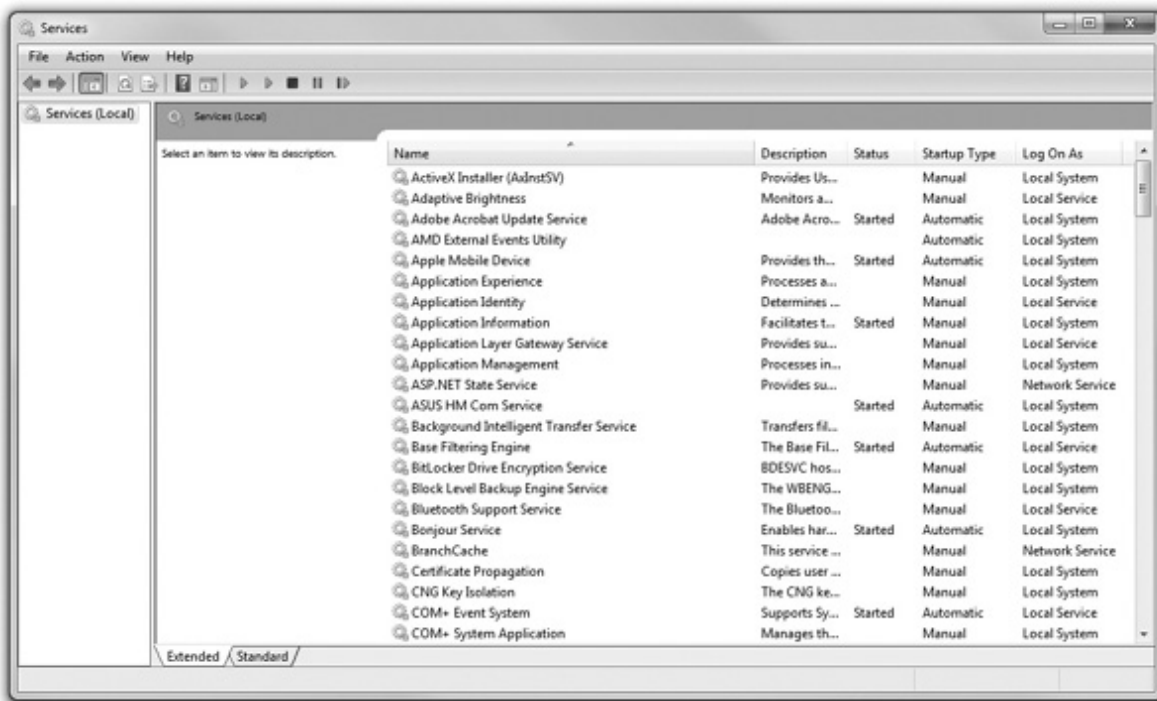 Services
File Action View Help
Services (Local)
Services (Local)
Select an item to view its description.
Name Description Status Startup Type Log On As
ActiveX Installer (AxInstSV) Provides Us... Manual Local System
Adaptive Brightness Monitors a... Manual Local Service
Adobe Acrobat Update Service Adobe Acro... Started Automatic Local System
AMD External Events Utility Automatic Local System
Apple Mobile Device Provides th... Started Automatic Local System
Application Experience Processes a... Manual Local System
Application Identity Determines ... Manual Local Service
Application Information Facilitates t... Started Manual Local System
Application Layer Gateway Service Provides su... Manual Local Service
Application Management Processes in... Manual Local System
ASP.NET State Service Provides su... Manual Network Service
ASUS HM Com Service Started Automatic Local System
Background Intelligent Transfer Service Transfers fil... Manual Local System
Base Filtering Engine The Base Fil... Started Automatic Local Service
BitLocker Drive Encryption Service BDESVC hos... Manual Local System
Block Level Backup Engine Service The WBENG... Manual Local System
Bluetooth Support Service The Bluetoo... Manual Local Service
Bonjour Service Enables har... Started Automatic Local System
BranchCache This service ... Manual Network Service
Certificate Propagation Copies user ... Manual Local System
CNG Key Isolation The CNG ke... Manual Local System
COM+ Event System Supports Sy... Started Automatic Local Service
COM+ System Application Manages th... Manual Local System
Extended Standard